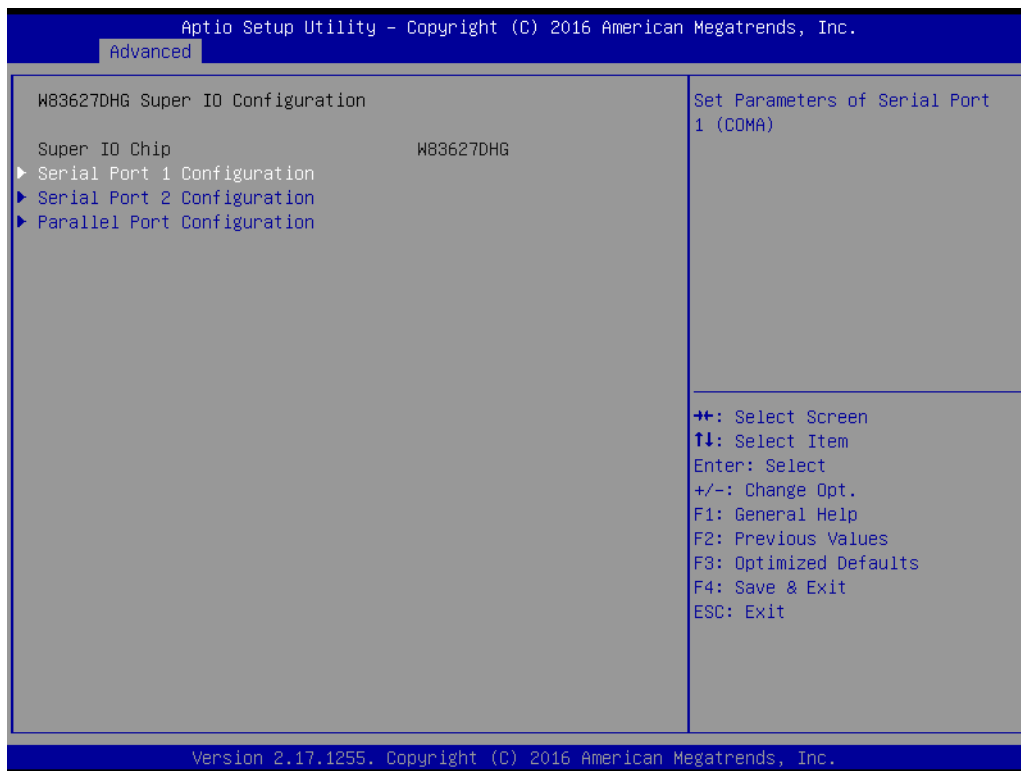 Aptio Setup Utility – Copyright (C) 2016 American Megatrends, Inc.
Advanced
W83627DHG Super IO Configuration
Super IO Chip W83627DHG
▶ Serial Port 1 Configuration
▶ Serial Port 2 Configuration
▶ Parallel Port Configuration
Set Parameters of Serial Port
1 (COMA)
→←: Select Screen
↑↓: Select Item
Enter: Select
+/-: Change Opt.
F1: General Help
F2: Previous Values
F3: Optimized Defaults
F4: Save & Exit
ESC: Exit
Version 2.17.1255. Copyright (C) 2016 American Megatrends, Inc.